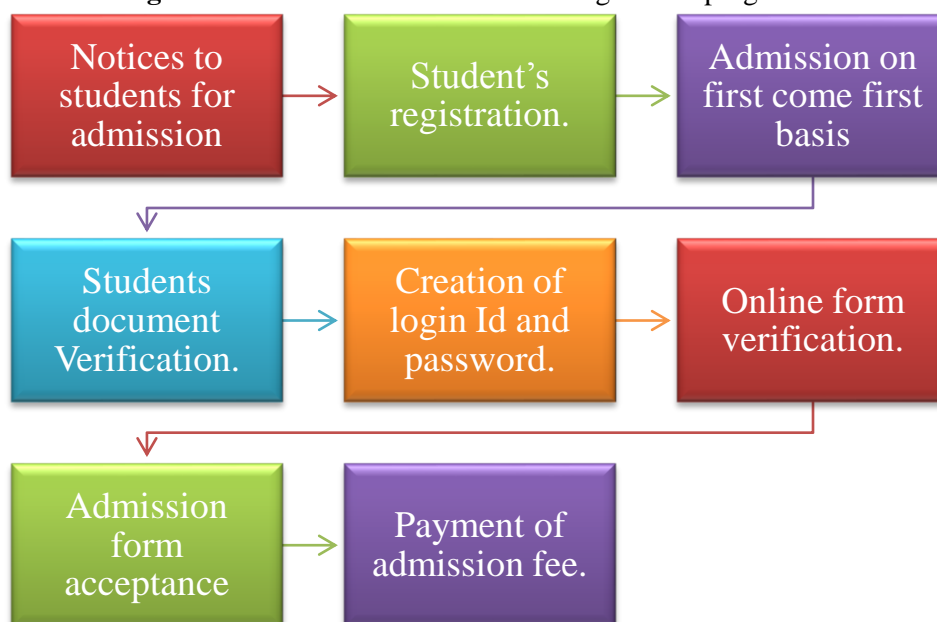 Notices to
students for
admission
Student's
registration.
Admission on
first come first
basis
Students
document
Verification.
Creation of
login Id and
password.
Online form
verification.
Admission
form
acceptance
Payment of
admission fee.